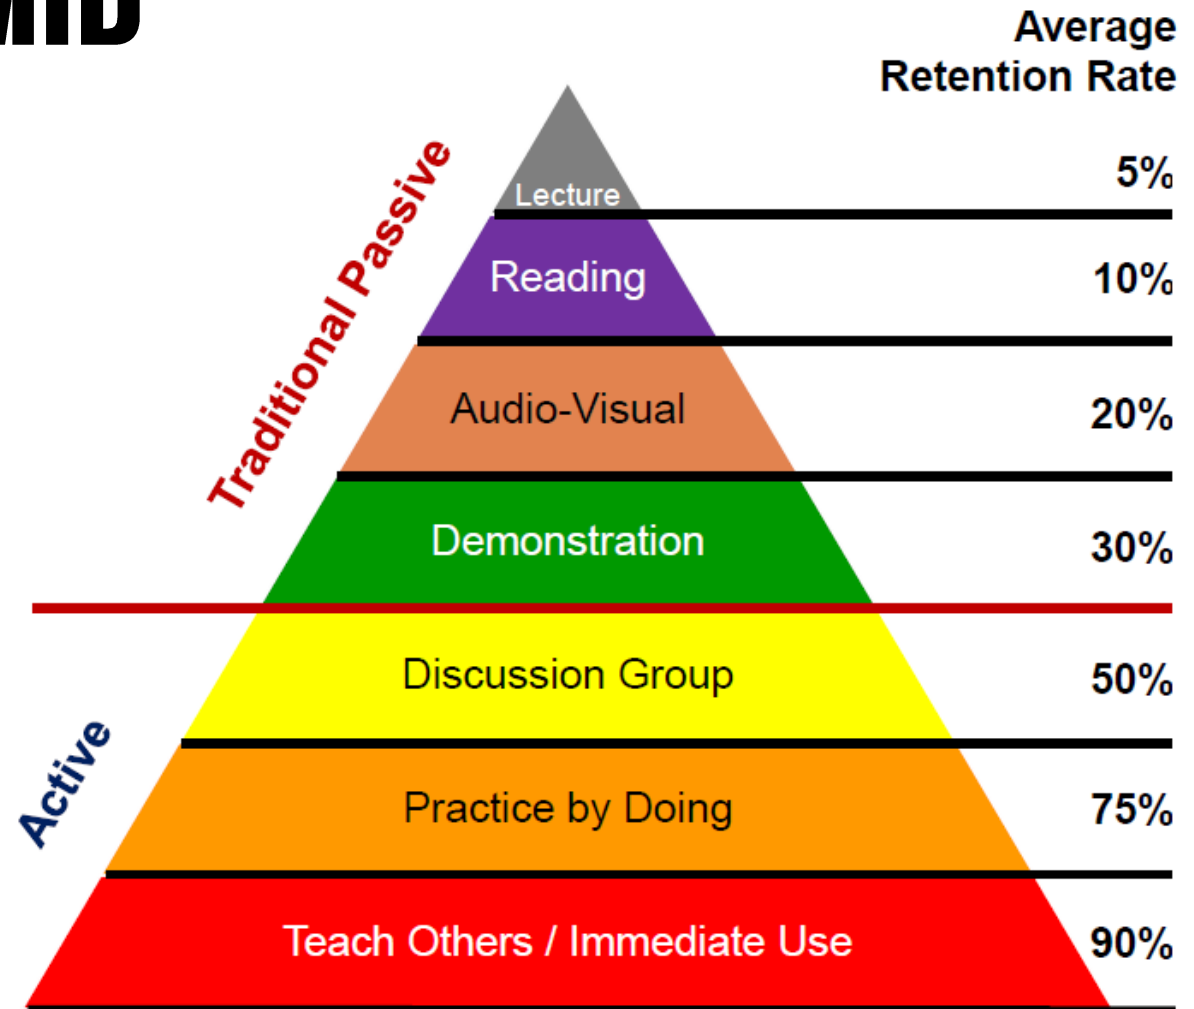 Average
Retention Rate
Traditional Passive
Lecture
5%
Reading
10%
Audio-Visual
20%
Demonstration
30%
Active
Discussion Group
50%
Practice by Doing
75%
Teach Others / Immediate Use
90%